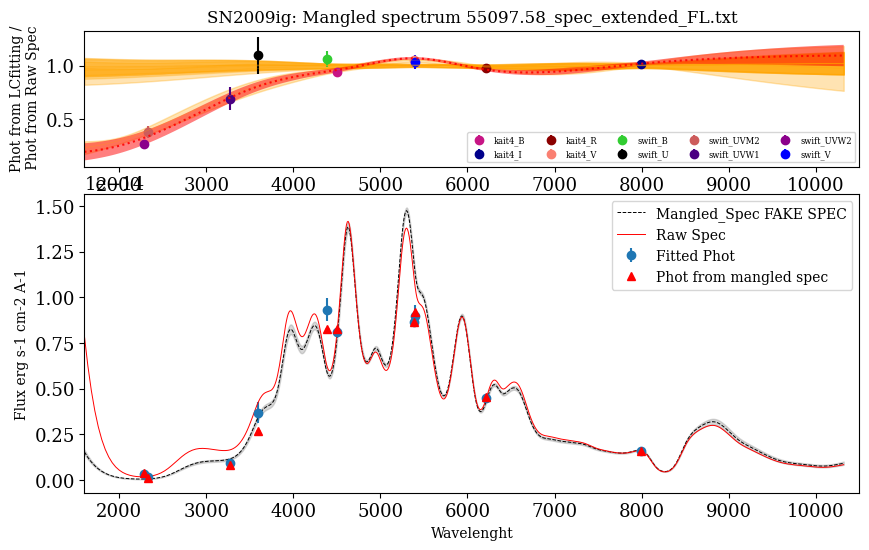 SN2009ig: Mangled spectrum 55097.58_spec_extended_FL.txt
Phot from LCfitting /
Phot from Raw Spec
1.0
0.5
kait4_B kait4_R swift_B swift_UVM2 swift_UVW2
kait4_I kait4_V swift_U swift_UVW1 swift_V
2000 3000 4000 5000 6000 7000 8000 9000 10000
1e−14
Flux erg s-1 cm-2 A-1
1.50
1.25
1.00
0.75
0.50
0.25
0.00
Mangled_Spec FAKE SPEC
Raw Spec
Fitted Phot
Phot from mangled spec
2000 3000 4000 5000 6000 7000 8000 9000 10000
Wavelenght